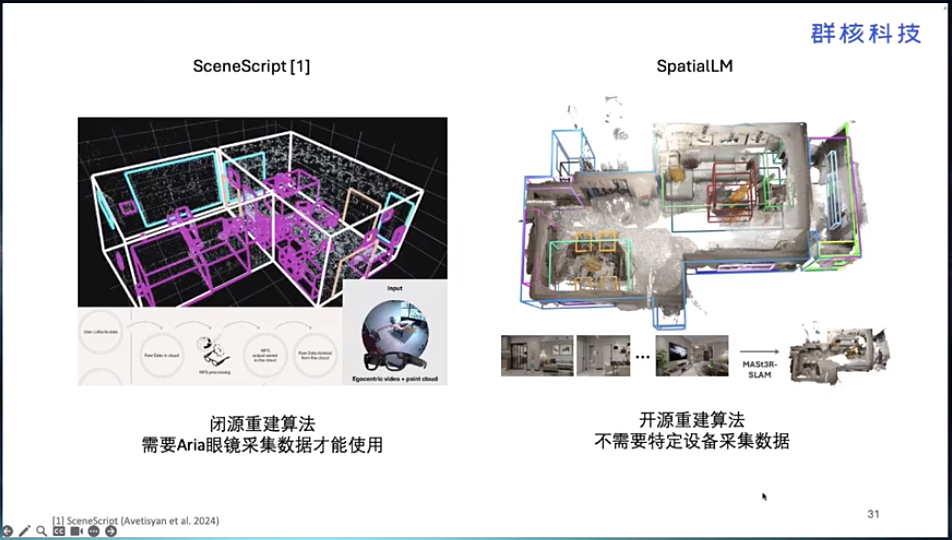 群核科技
SceneScript [1]
SpatialLM
Input
User collects data
Raw Data in cloud
MPS processing
MPS
output saved
in the cloud
Raw Data deleted
from the cloud
Egocentric video + point cloud
MASt3R-
SLAM
闭源重建算法
需要Aria眼镜采集数据才能使用
开源重建算法
不需要特定设备采集数据
[1] SceneScript (Avetisyan et al. 2024)
31